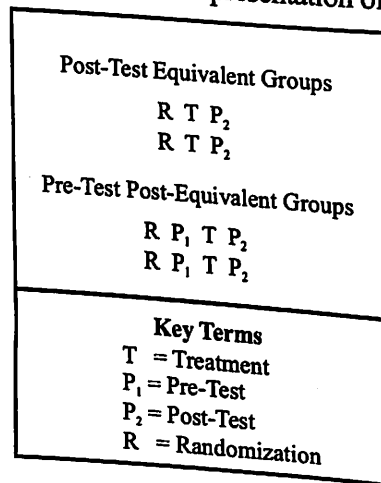 Post-Test Equivalent Groups
R T P₂
R T P₂
Pre-Test Post-Equivalent Groups
R P₁ T P₂
R P₁ T P₂
Key Terms
T = Treatment
P₁ = Pre-Test
P₂ = Post-Test
R = Randomization